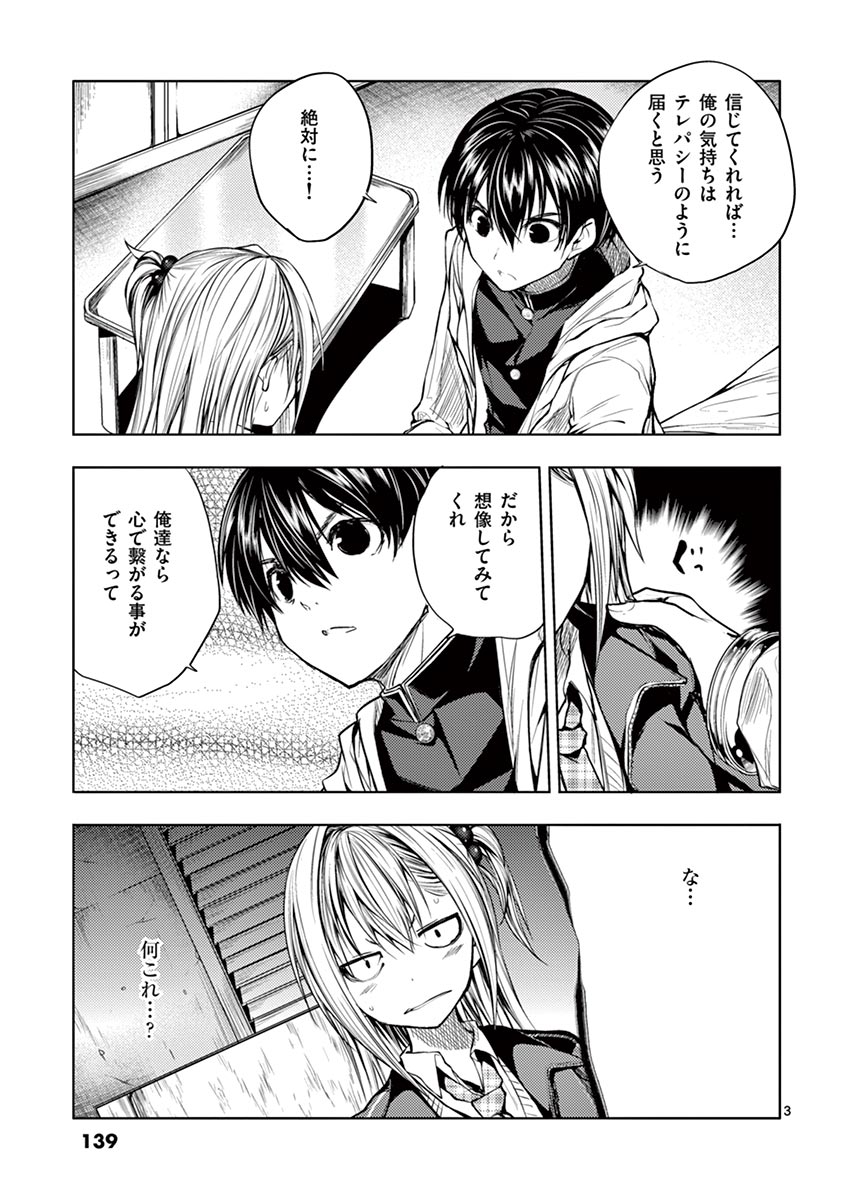 信じてくれれば…
俺の気持ちは
テレパシーのように
届くと思う
絶対に…！
ぐっ
だから
想像してみて
くれ
俺達なら
心で繋がる事が
できるって
な…
何これ…？
3
139